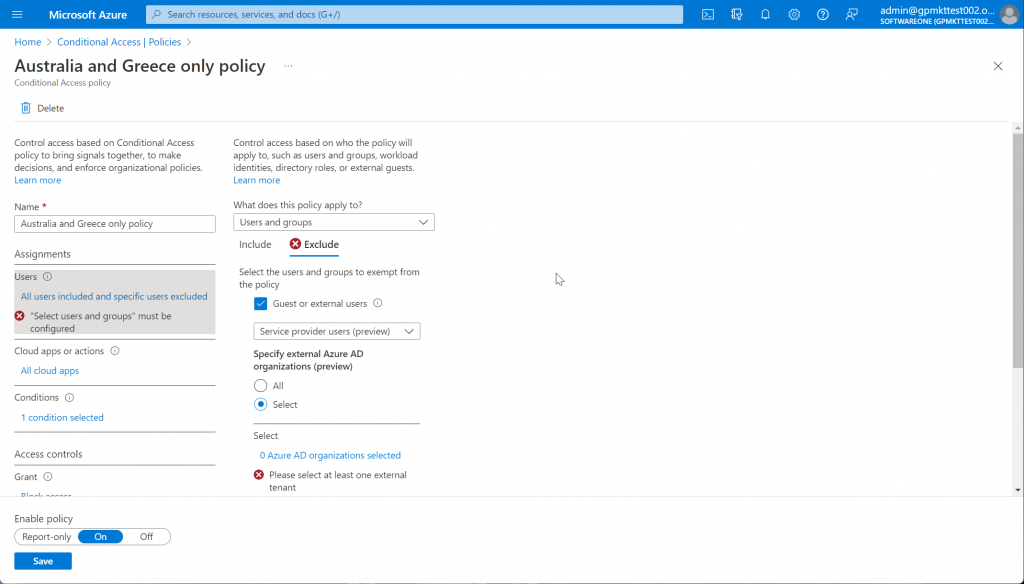 Microsoft Azure
Search resources, services, and docs (G+/)
admin@gpmkttest002.o...
SOFTWAREONE (GPMKTTEST002...
Home > Conditional Access | Policies >
Australia and Greece only policy ...
Conditional Access policy
Delete
Control access based on Conditional Access
policy to bring signals together, to make
decisions, and enforce organizational policies.
Learn more
Name *
Australia and Greece only policy
Assignments
Users
All users included and specific users excluded
"Select users and groups" must be
configured
Cloud apps or actions
All cloud apps
Conditions
1 condition selected
Access controls
Grant
Block access
Control access based on who the policy will
apply to, such as users and groups, workload
identities, directory roles, or external guests.
Learn more
What does this policy apply to?
Users and groups
Include Exclude
Select the users and groups to exempt from
the policy
Guest or external users
Service provider users (preview)
Specify external Azure AD
organizations (preview)
All
Select
Select
0 Azure AD organizations selected
Please select at least one external
tenant
Enable policy
Report-only On Off
Save